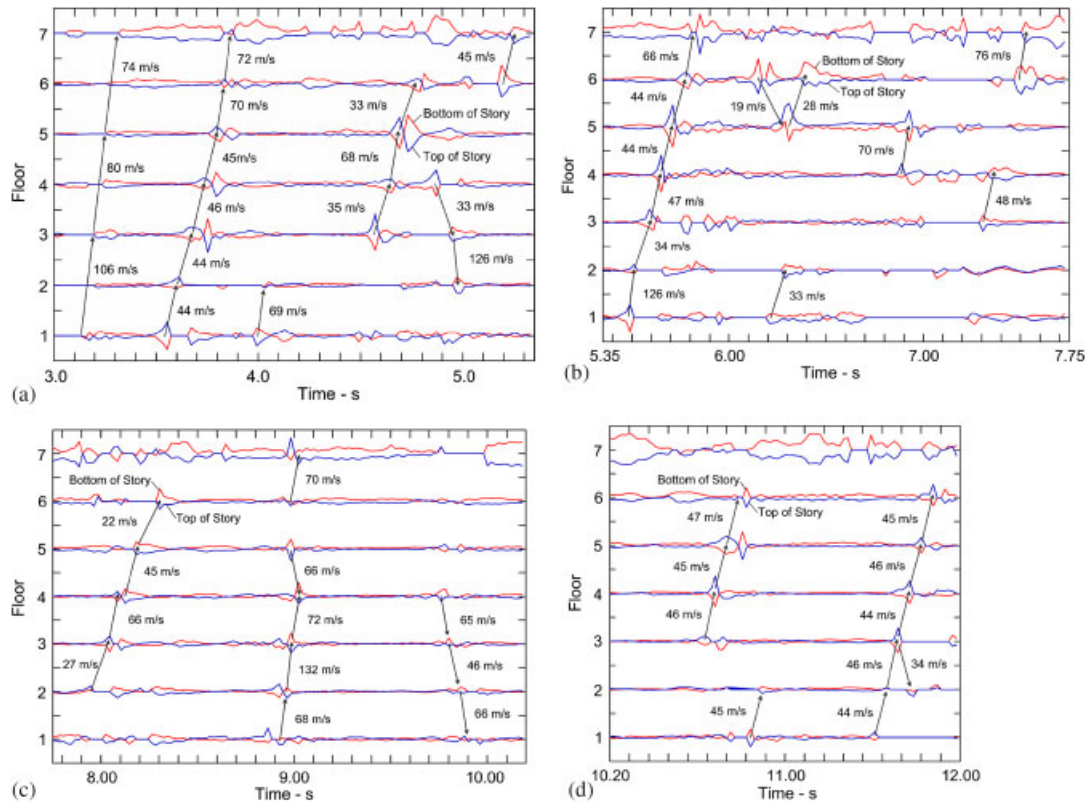 7
6
5
4
3
2
1
Floor
74 m/s
72 m/s
45 m/s
70 m/s
33 m/s
Bottom of Story
80 m/s
45m/s
68 m/s
Top of Story
46 m/s
35 m/s
33 m/s
106 m/s
44 m/s
126 m/s
44 m/s
69 m/s
3.0 4.0 5.0
(a) Time - s
7
6
5
4
3
2
1
Floor
66 m/s
76 m/s
Bottom of Story
44 m/s
19 m/s
28 m/s
Top of Story
44 m/s
70 m/s
47 m/s
48 m/s
34 m/s
126 m/s
33 m/s
5.35 6.00 7.00 7.75
(b) Time - s
7
6
5
4
3
2
1
Floor
70 m/s
Bottom of Story
22 m/s
Top of Story
45 m/s
66 m/s
66 m/s
72 m/s
65 m/s
27 m/s
132 m/s
46 m/s
68 m/s
66 m/s
8.00 9.00 10.00
(c) Time - s
7
6
5
4
3
2
1
Floor
Bottom of Story
47 m/s
Top of Story
45 m/s
45 m/s
46 m/s
46 m/s
44 m/s
46 m/s
34 m/s
45 m/s
44 m/s
10.20 11.00 12.00
(d) Time - s